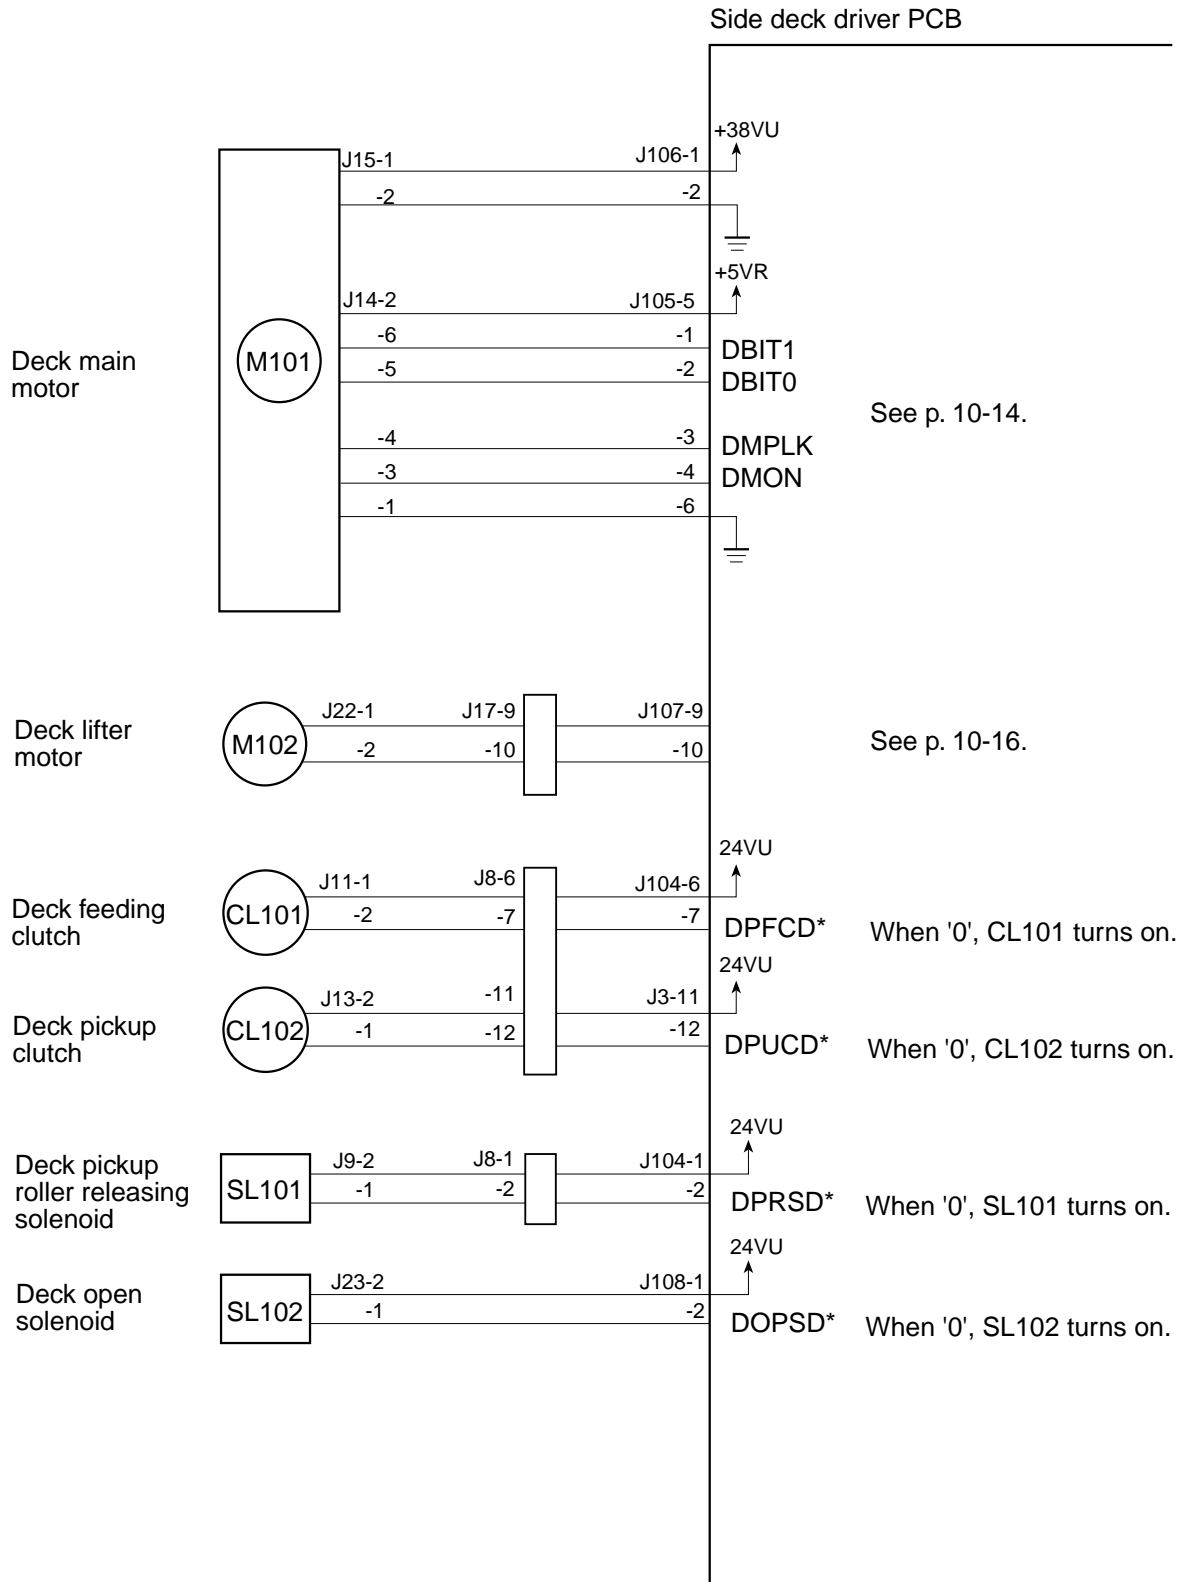 Side deck driver PCB
+38VU
J15-1 J106-1
-2 -2
+5VR
J14-2 J105-5
-6 -1 DBIT1
-5 -2 DBIT0
Deck main
motor
M101
See p. 10-14.
-4 -3 DMPLK
-3 -4 DMON
-1 -6
Deck lifter
motor
M102
J22-1 J17-9 J107-9
-2 -10 -10
See p. 10-16.
24VU
Deck feeding
clutch
CL101
J11-1 J8-6 J104-6
-2 -7 -7 DPFCD* When '0', CL101 turns on.
24VU
Deck pickup
clutch
CL102
J13-2 -11 J3-11
-1 -12 -12 DPUCD* When '0', CL102 turns on.
24VU
Deck pickup
roller releasing
solenoid
SL101
J9-2 J8-1 J104-1
-1 -2 -2 DPRSD* When '0', SL101 turns on.
24VU
Deck open
solenoid
SL102
J23-2 J108-1
-1 -2 DOPSD* When '0', SL102 turns on.